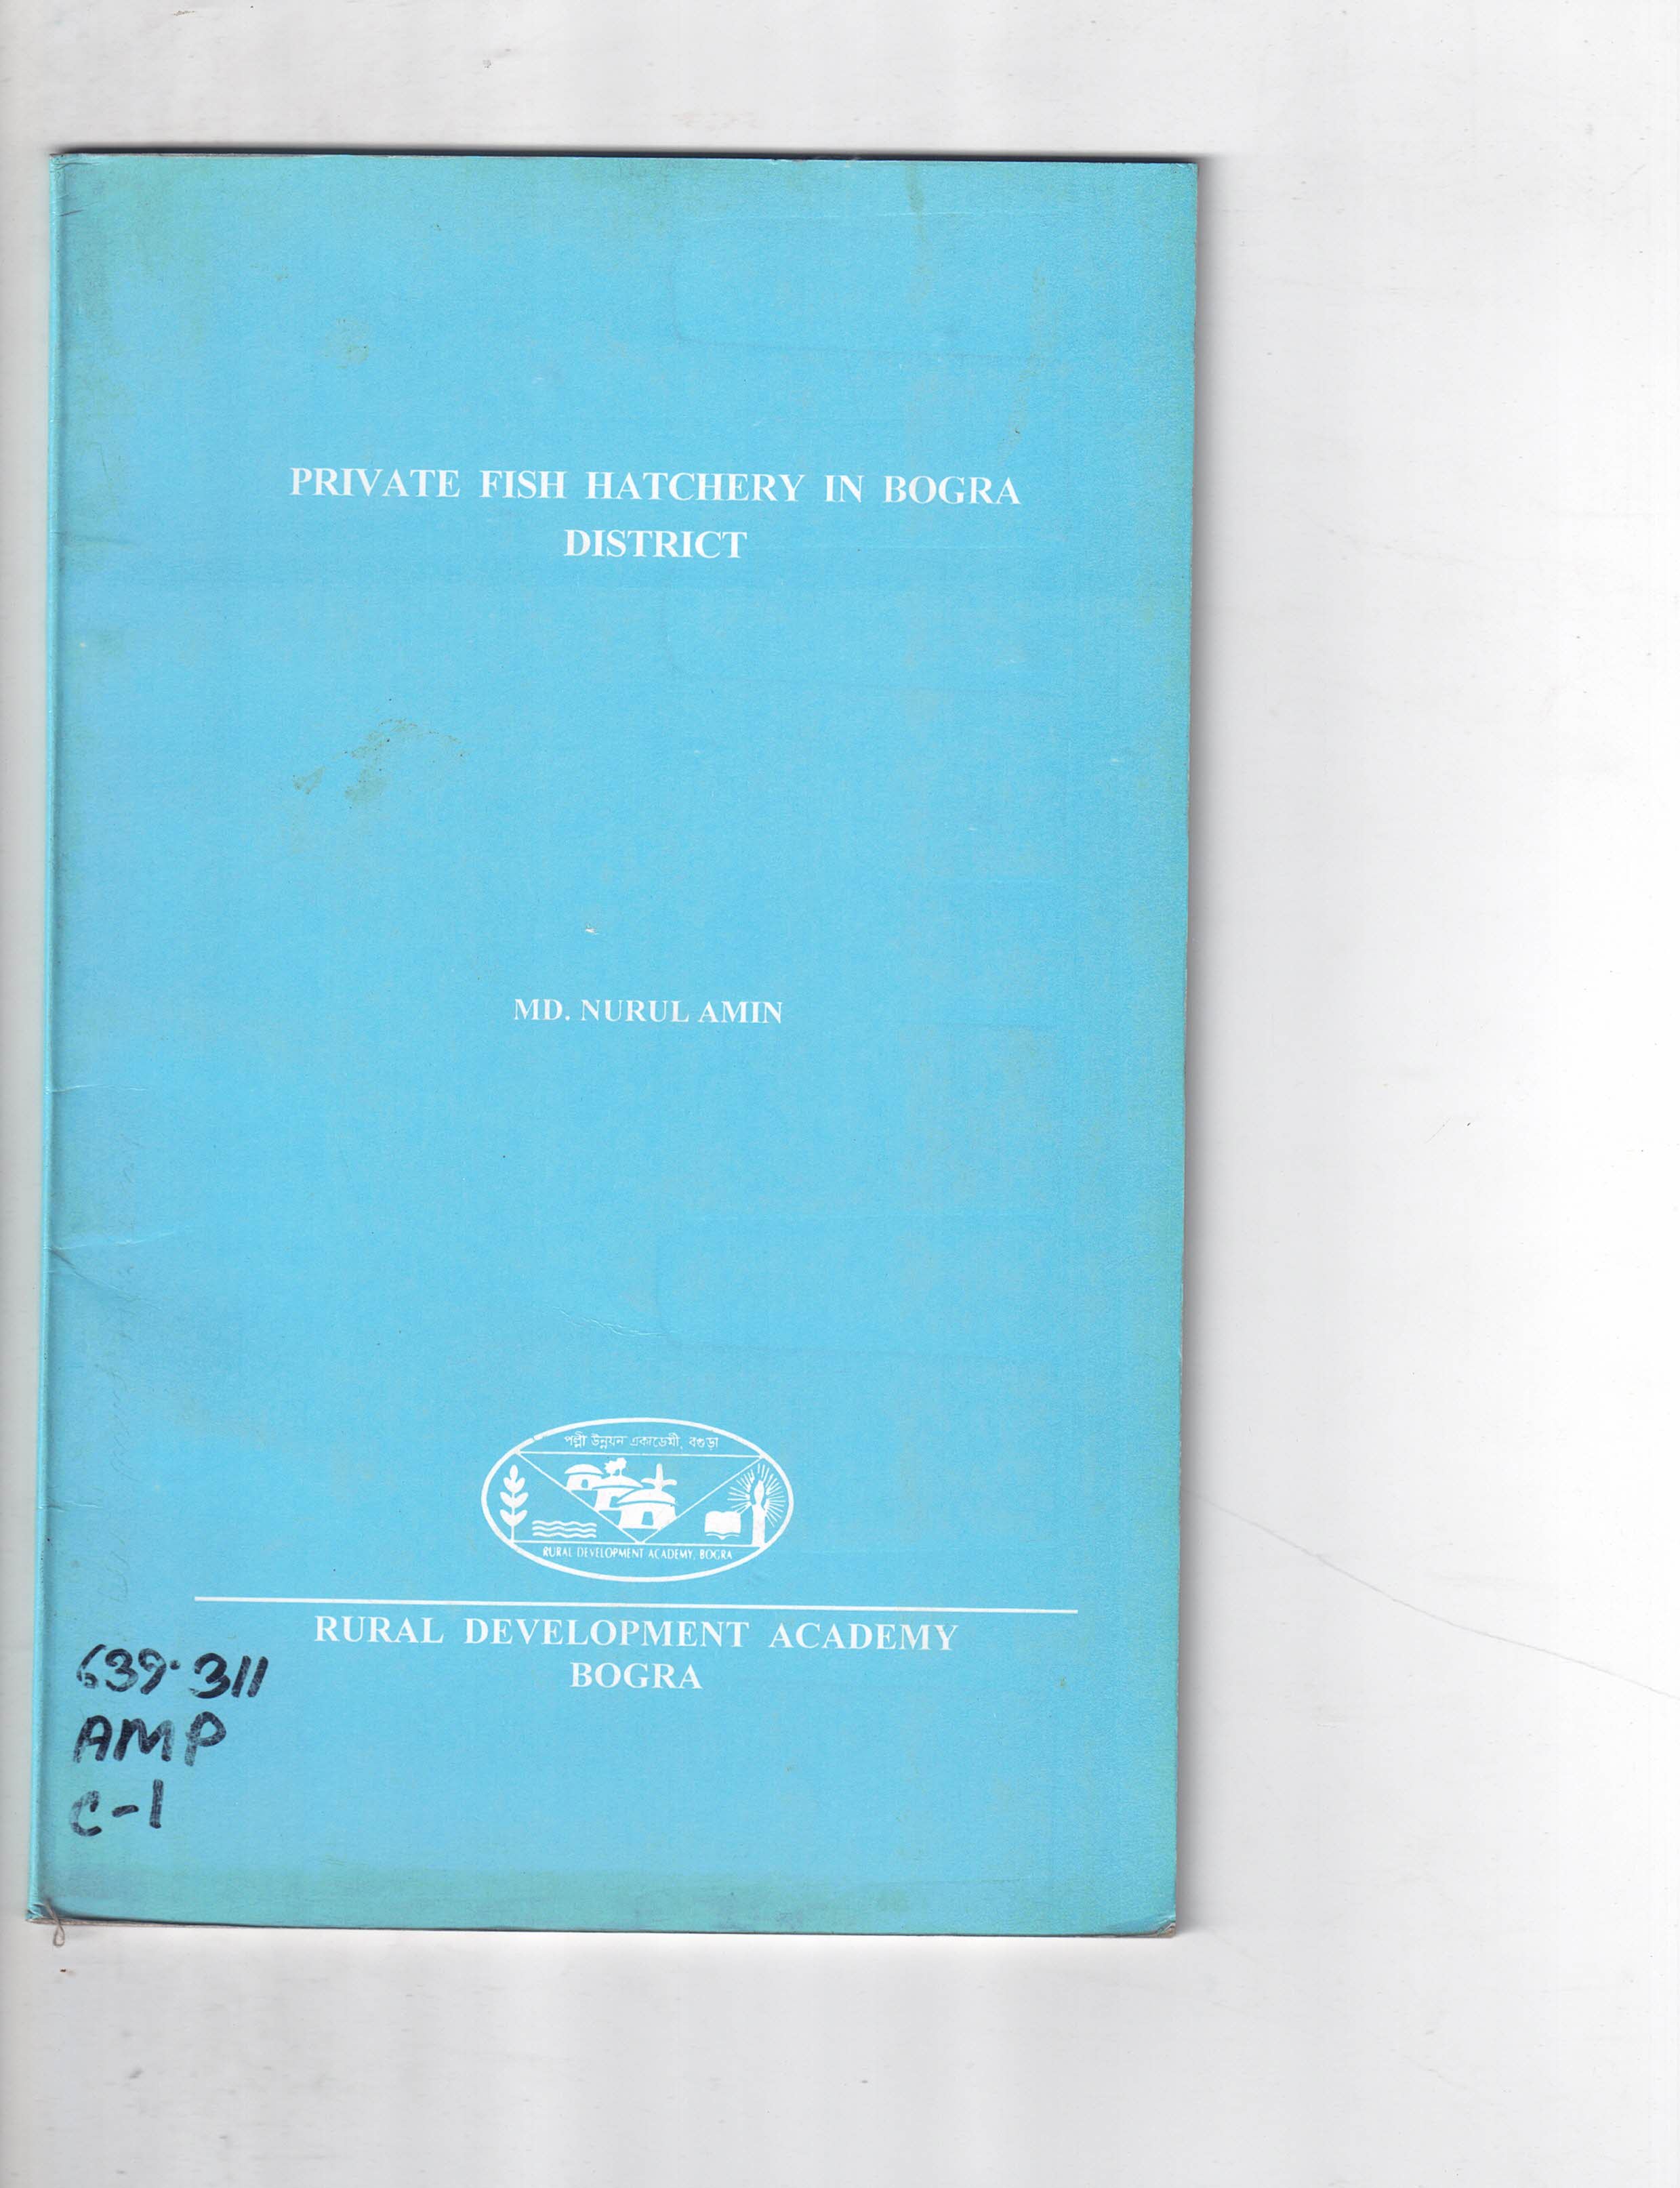 PRIVATE FISH HATCHERY IN BOGRA
DISTRICT
MD. NURUL AMIN
পল্লী উন্নয়ন একাডেমী, বগুড়া
RURAL DEVELOPMENT ACADEMY, BOGRA
RURAL DEVELOPMENT ACADEMY
BOGRA
639.311
AMP
C-1